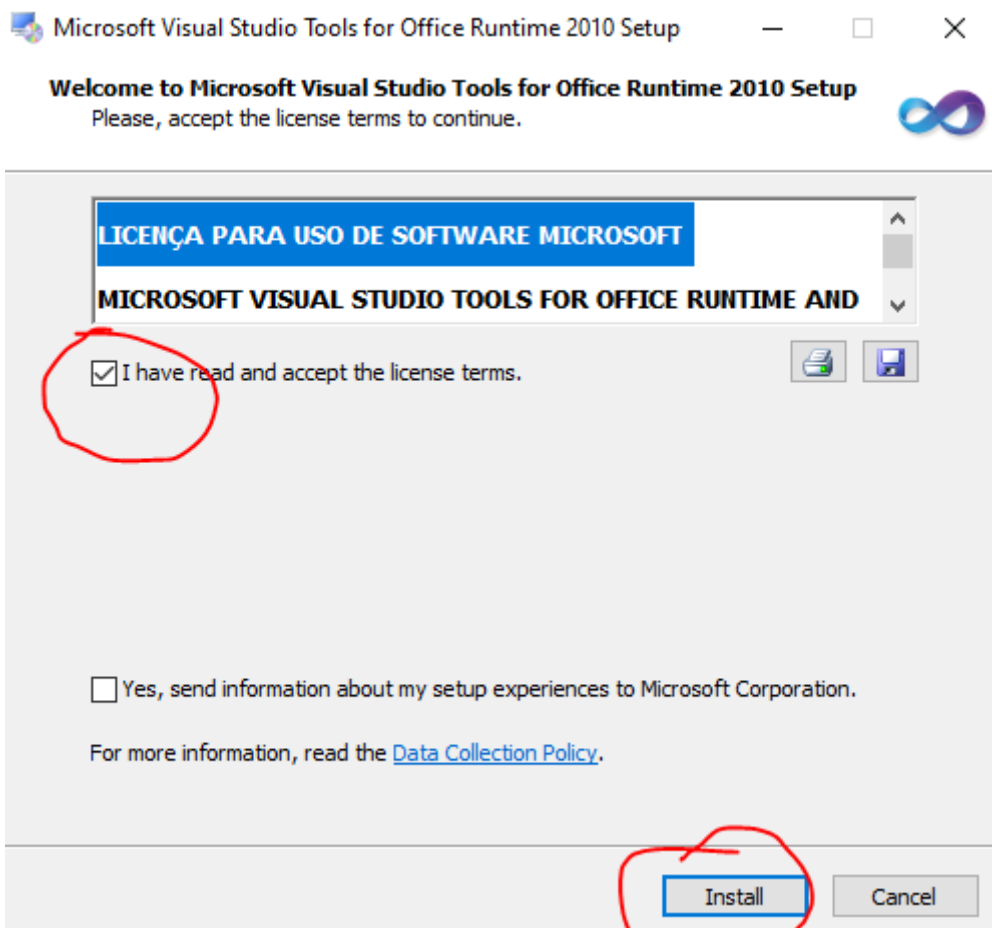 Microsoft Visual Studio Tools for Office Runtime 2010 Setup
Welcome to Microsoft Visual Studio Tools for Office Runtime 2010 Setup
Please, accept the license terms to continue.
LICENÇA PARA USO DE SOFTWARE MICROSOFT
MICROSOFT VISUAL STUDIO TOOLS FOR OFFICE RUNTIME AND
I have read and accept the license terms.
Yes, send information about my setup experiences to Microsoft Corporation.
For more information, read the Data Collection Policy.
Install
Cancel